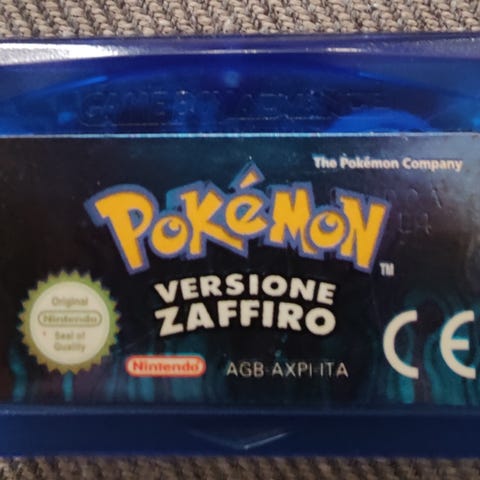 GAME BOY ADVANCE
The Pokémon Company
POKéMON
TM
VERSIONE
ZAFFIRO
Original
Nintendo
Seal of
Quality
Nintendo
AGB-AXPI-ITA
CE